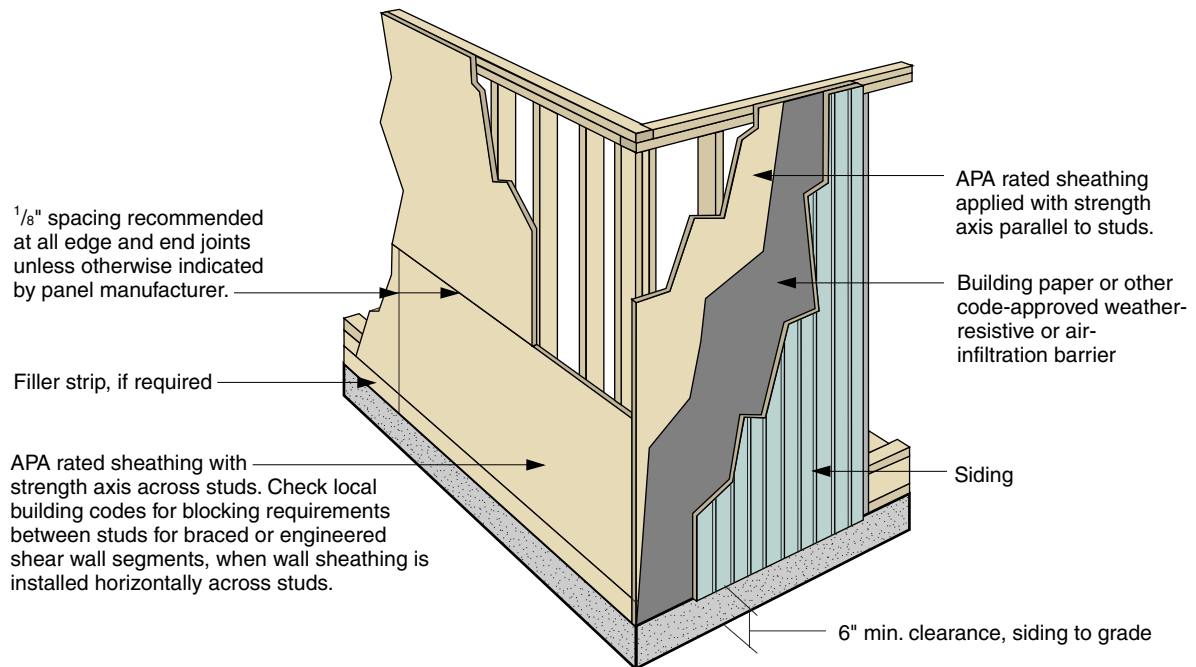 1/8" spacing recommended
at all edge and end joints
unless otherwise indicated
by panel manufacturer.
Filler strip, if required
APA rated sheathing with
strength axis across studs. Check local
building codes for blocking requirements
between studs for braced or engineered
shear wall segments, when wall sheathing is
installed horizontally across studs.
APA rated sheathing
applied with strength
axis parallel to studs.
Building paper or other
code-approved weather-
resistive or air-
infiltration barrier
Siding
6" min. clearance, siding to grade